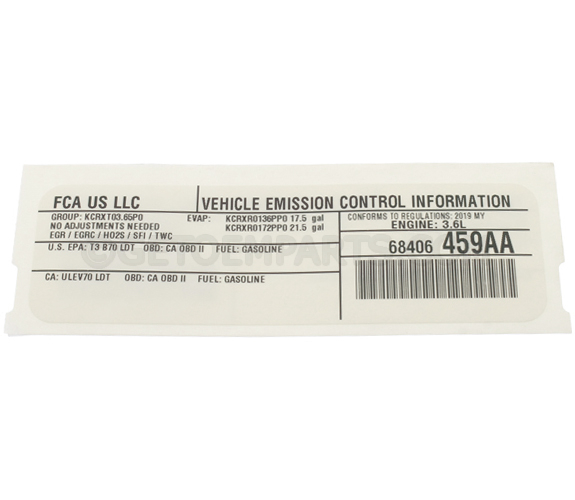 FCA US LLC
VEHICLE EMISSION CONTROL INFORMATION
GROUP: KCRXT03.65P0
NO ADJUSTMENTS NEEDED
EGR / EGRC / HO2S / SFI / TWC
EVAP: KCRXR0136PP0 17.5 gal
KCRXR0172PP0 21.5 gal
CONFORMS TO REGULATIONS: 2019 MY
ENGINE: 3.6L
U.S. EPA: T3 B70 LDT OBD: CA OBD II FUEL: GASOLINE
68406 459AA
CA: ULEV70 LDT OBD: CA OBD II FUEL: GASOLINE
©GETOEMPARTS